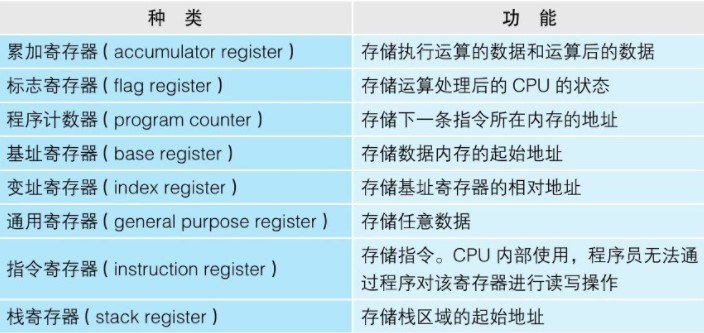 种 类 功 能
累加寄存器（accumulator register） 存储执行运算的数据和运算后的数据
标志寄存器（flag register） 存储运算处理后的 CPU 的状态
程序计数器（program counter） 存储下一条指令所在内存的地址
基址寄存器（base register） 存储数据内存的起始地址
变址寄存器（index register） 存储基址寄存器的相对地址
通用寄存器（general purpose register） 存储任意数据
指令寄存器（instruction register） 存储指令。CPU 内部使用，程序员无法通
过程序对该寄存器进行读写操作
栈寄存器（stack register） 存储栈区域的起始地址